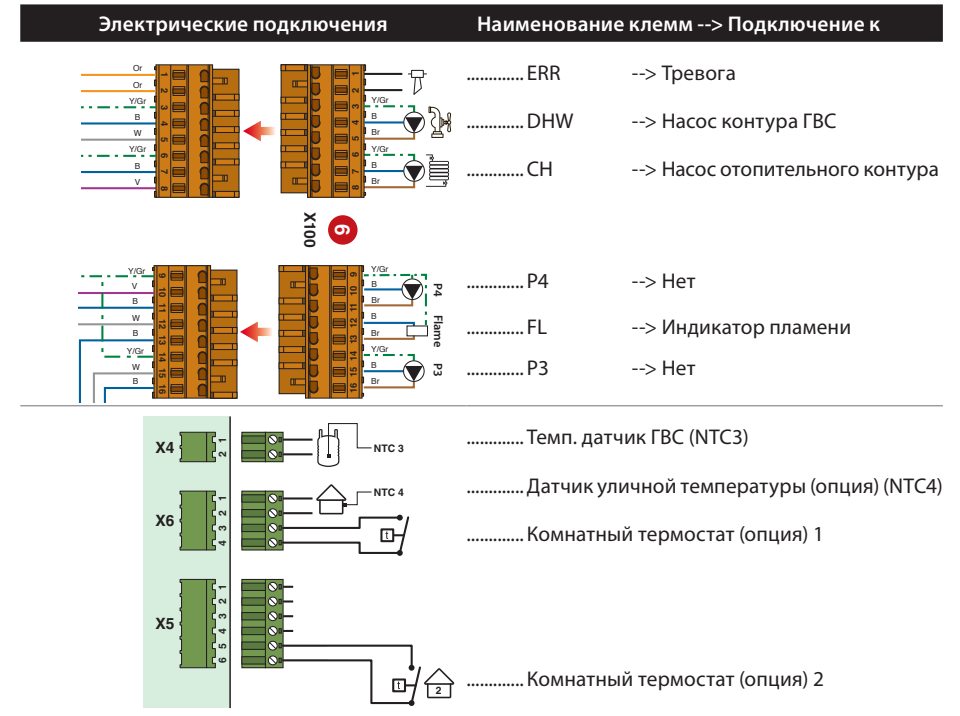 Электрические подключения
Наименование клемм --> Подключение к
Or
Or
Y/Gr
B
W
Y/Gr
B
V
1
2
3
4
5
6
7
8
1
2
3
4
5
6
7
8
Y/Gr
B
Br
Y/Gr
B
Br
.............ERR --> Тревога
.............DHW --> Насос контура ГВС
.............CH --> Насос отопительного контура
X100
6
Y/Gr
V
B
W
B
Y/Gr
W
B
9
10
11
12
13
14
15
16
9
10
11
12
13
14
15
16
Y/Gr
B
Br
B
Br
Y/Gr
B
Br
P4
Flame
P3
.............P4 --> Нет
.............FL --> Индикатор пламени
.............P3 --> Нет
X4
1
2
NTC 3
.............Темп. датчик ГВС (NTC3)
X6
1
2
3
4
NTC 4
t
.............Датчик уличной температуры (опция) (NTC4)
.............Комнатный термостат (опция) 1
X5
1
2
3
4
5
6
t
2
.............Комнатный термостат (опция) 2